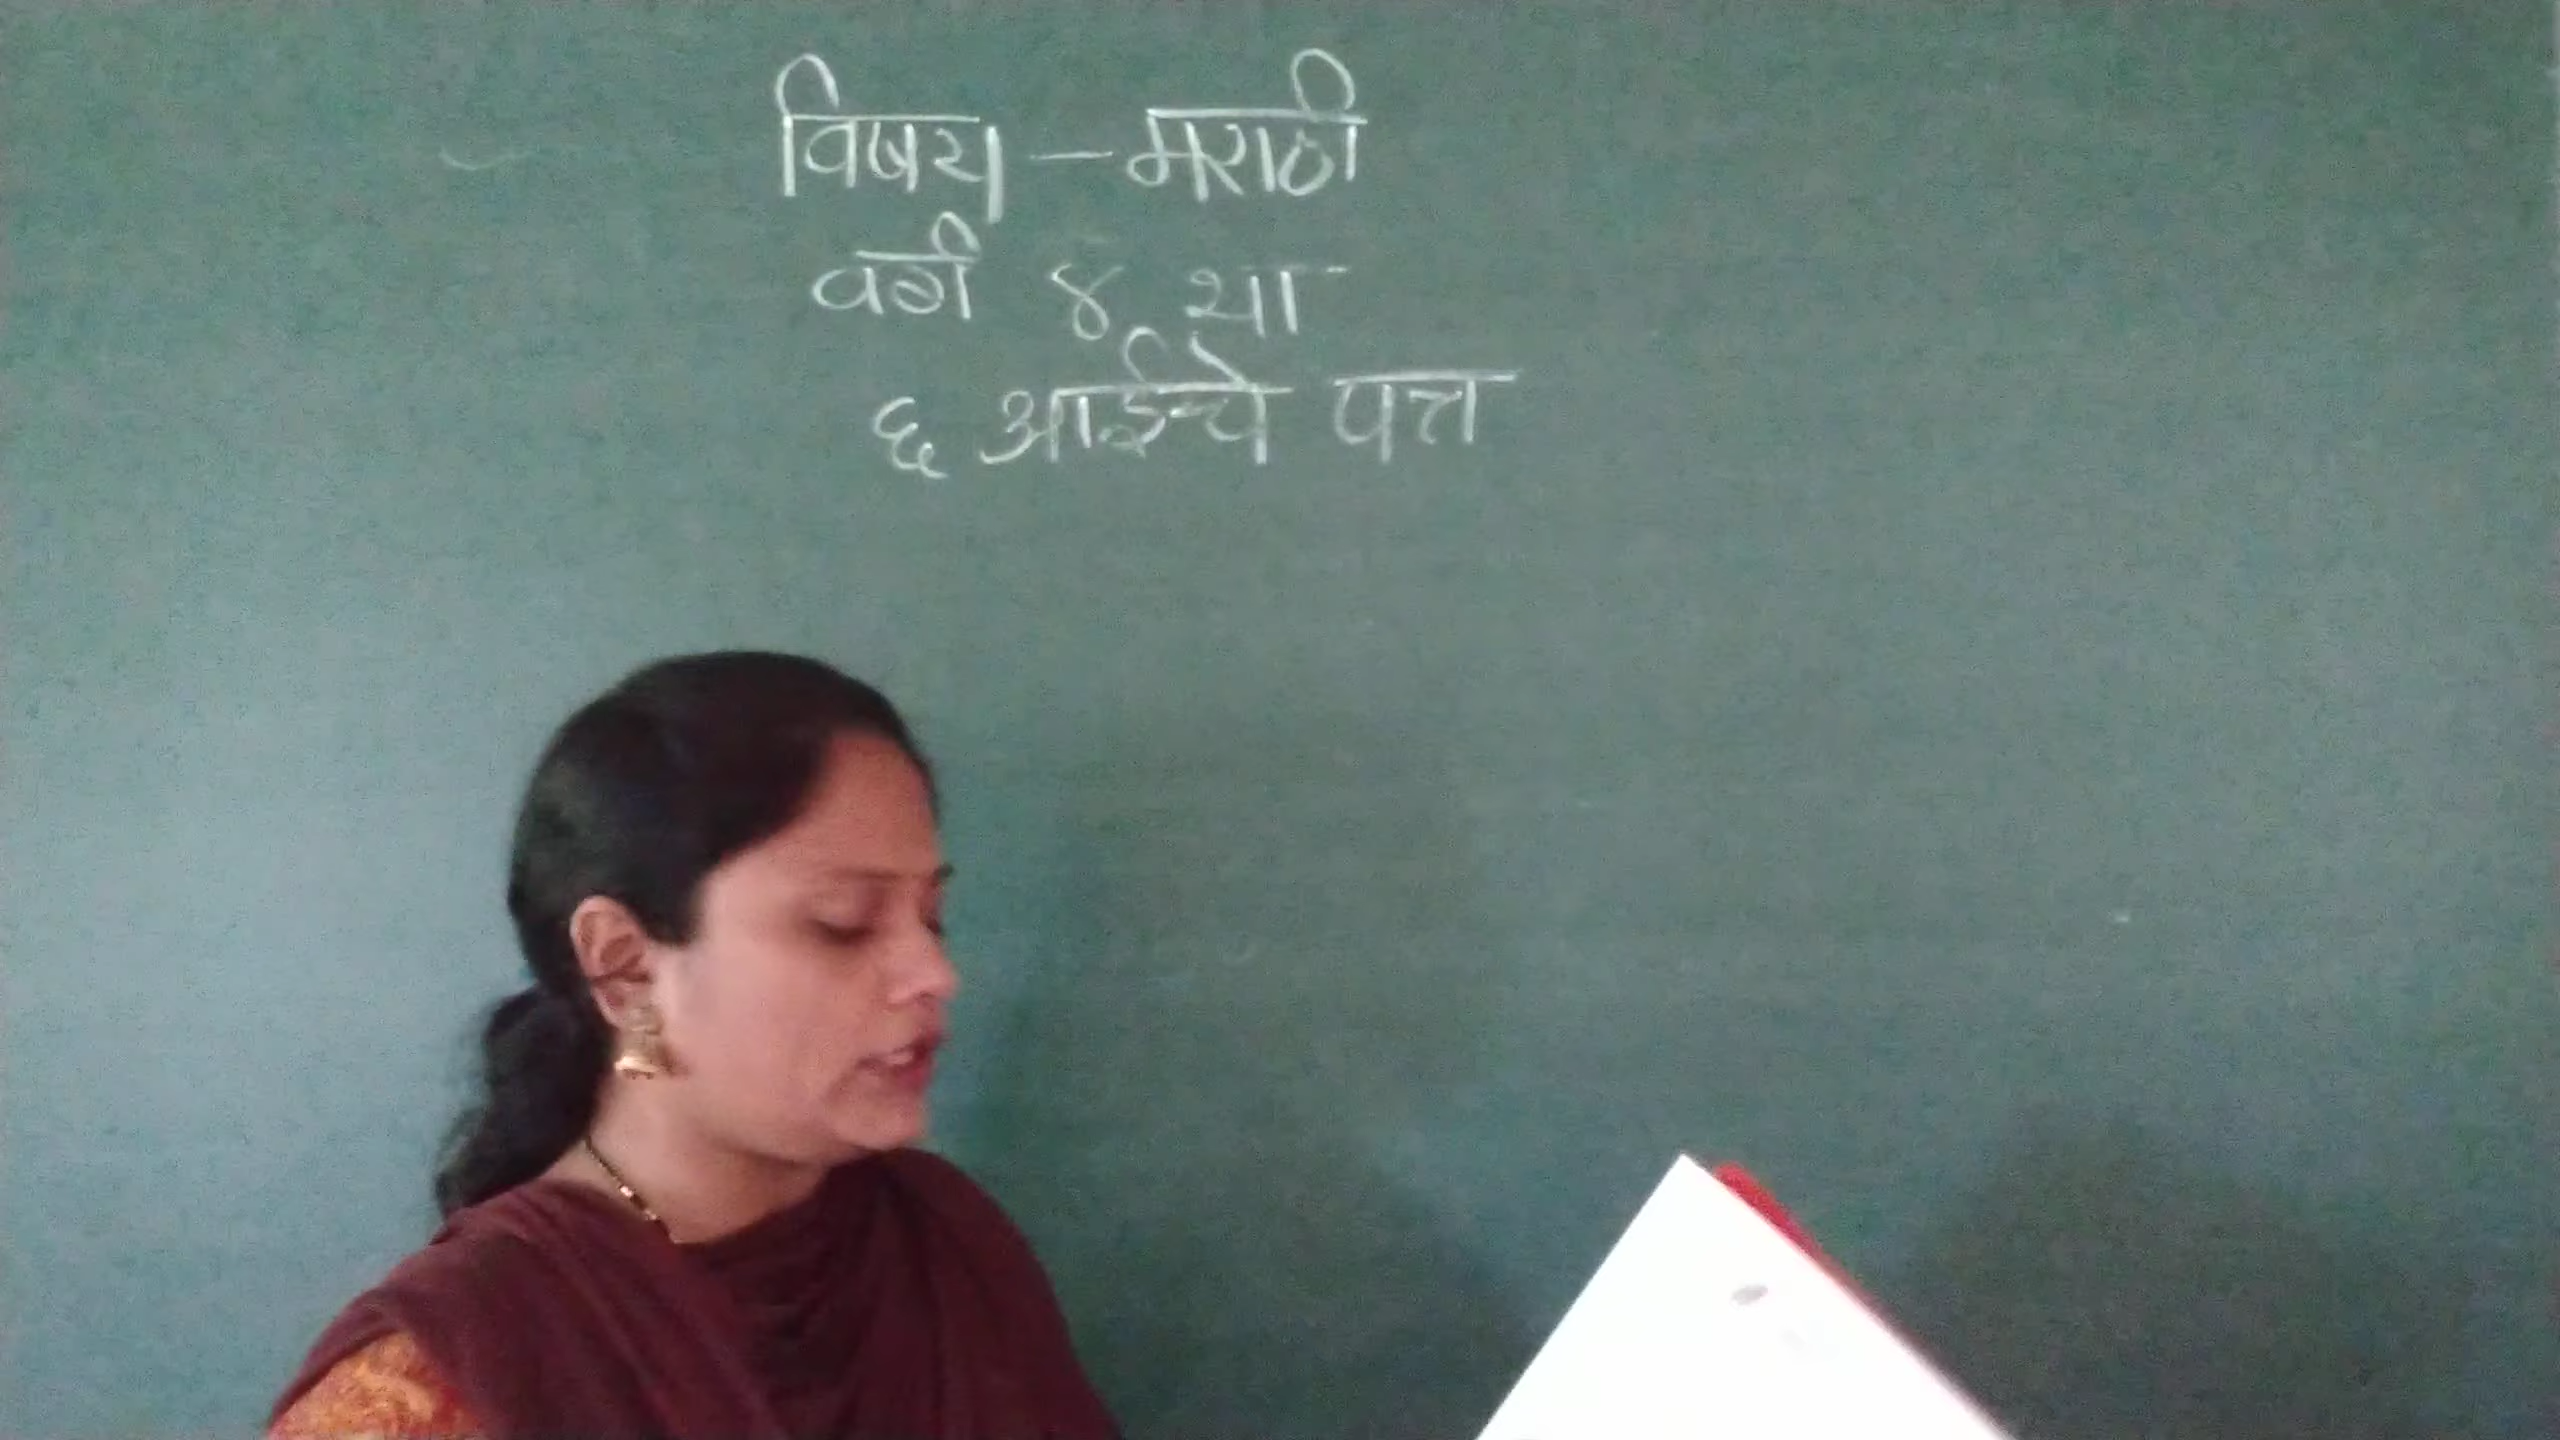 विषय - मराठी
वर्ग ४ था
६ आईचे पत्र